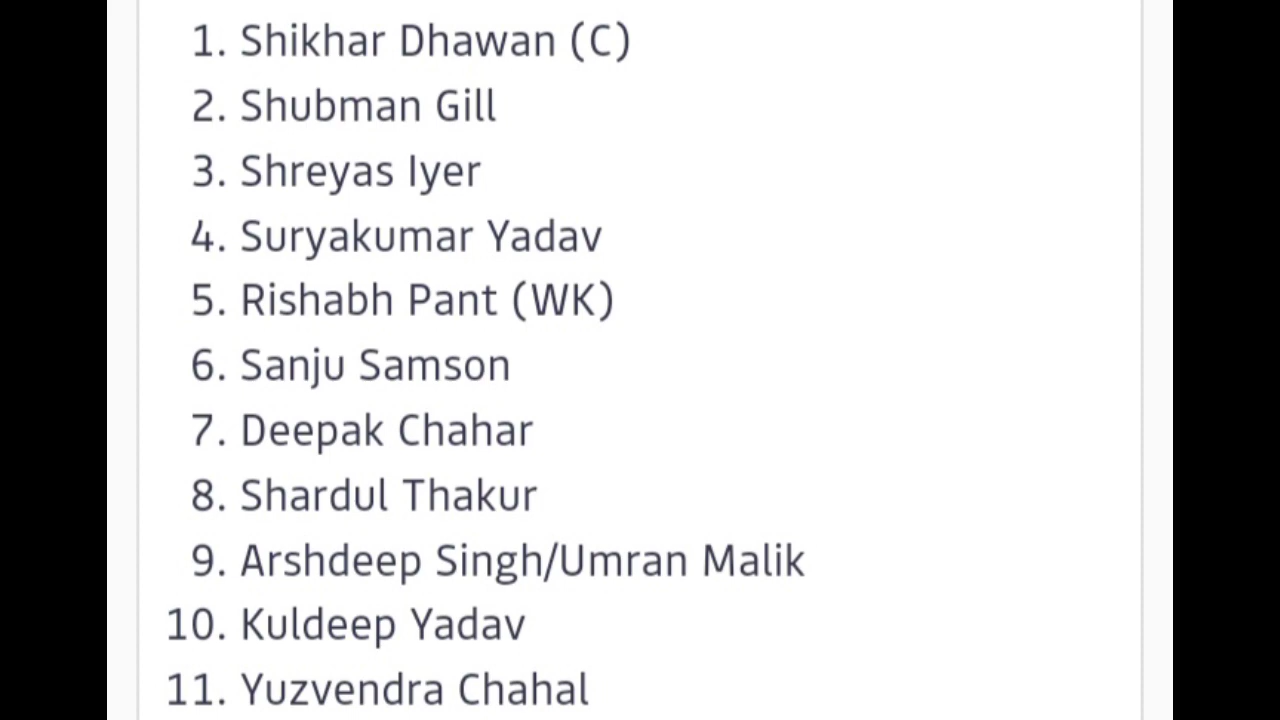 1. Shikhar Dhawan (C)
2. Shubman Gill
3. Shreyas Iyer
4. Suryakumar Yadav
5. Rishabh Pant (WK)
6. Sanju Samson
7. Deepak Chahar
8. Shardul Thakur
9. Arshdeep Singh/Umran Malik
10. Kuldeep Yadav
11. Yuzvendra Chahal